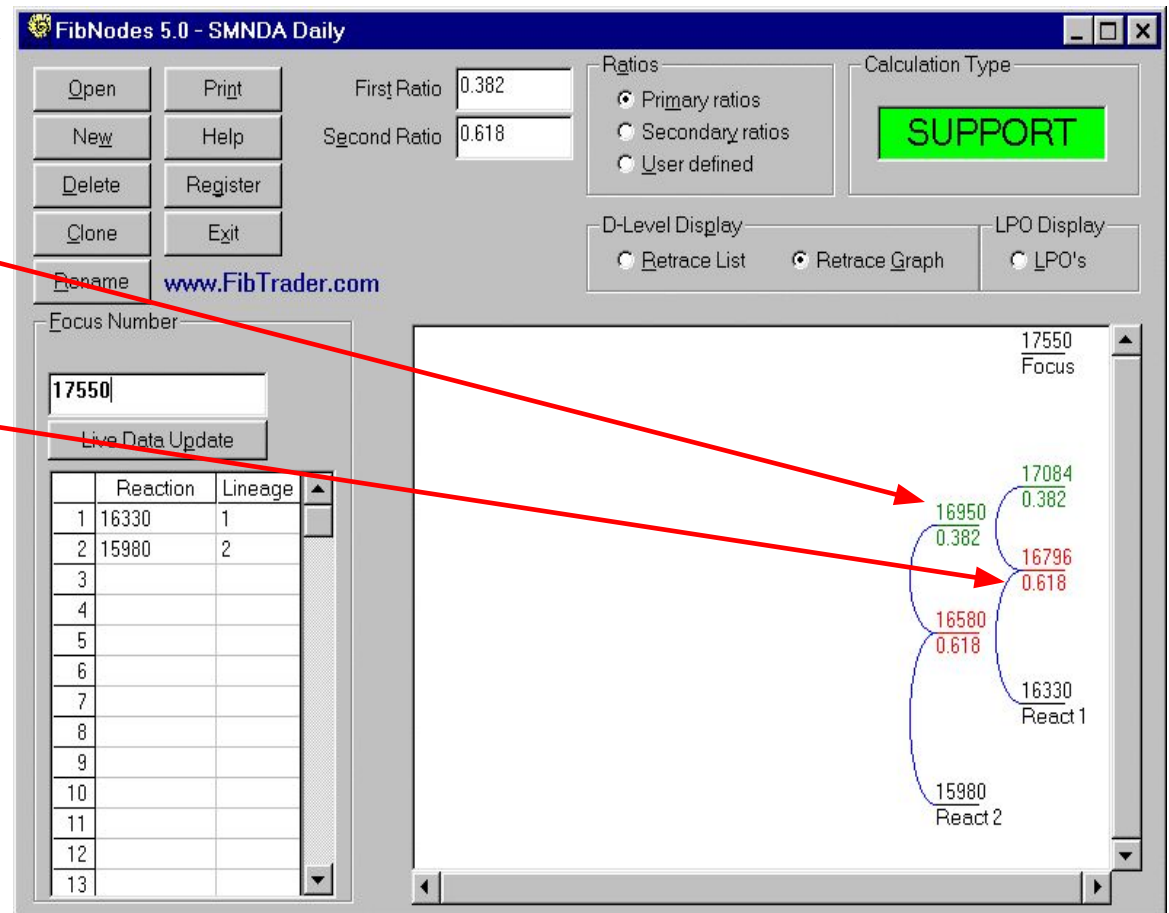 FibNodes 5.0 - SMNDA Daily
Open
Print
New
Help
Delete
Register
Clone
Exit
Rename
www.FibTrader.com
First Ratio 0.382
Second Ratio 0.618
Ratios
Primary ratios
Secondary ratios
User defined
Calculation Type
SUPPORT
D-Level Display
Retrace List
Retrace Graph
LPO Display
LPO's
Focus Number
17550
Live Data Update
Reaction Lineage
1 16330 1
2 15980 2
3
4
5
6
7
8
9
10
11
12
13
17550
Focus
17084
0.382
16950
0.382
16796
0.618
16580
0.618
16330
React 1
15980
React 2